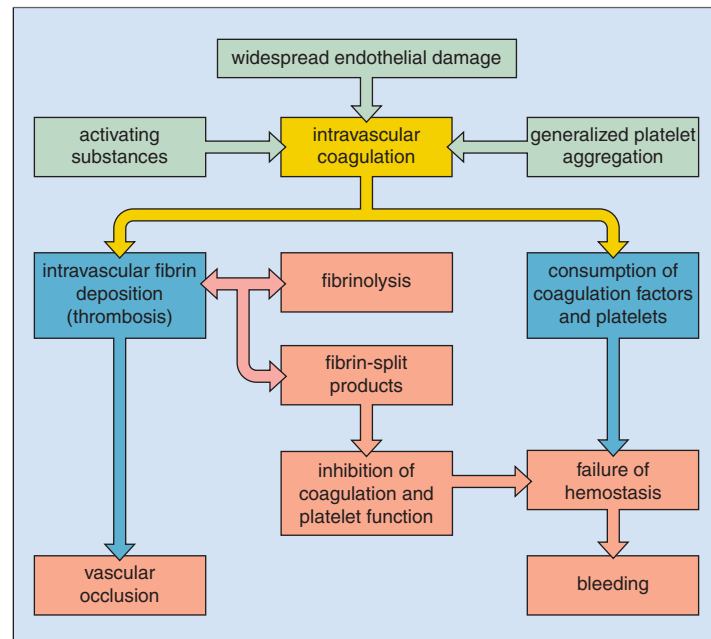 widespread endothelial damage
activating
substances
intravascular
coagulation
generalized platelet
aggregation
intravascular fibrin
deposition
(thrombosis)
fibrinolysis
consumption of
coagulation factors
and platelets
fibrin-split
products
inhibition of
coagulation and
platelet function
failure of
hemostasis
vascular
occlusion
bleeding